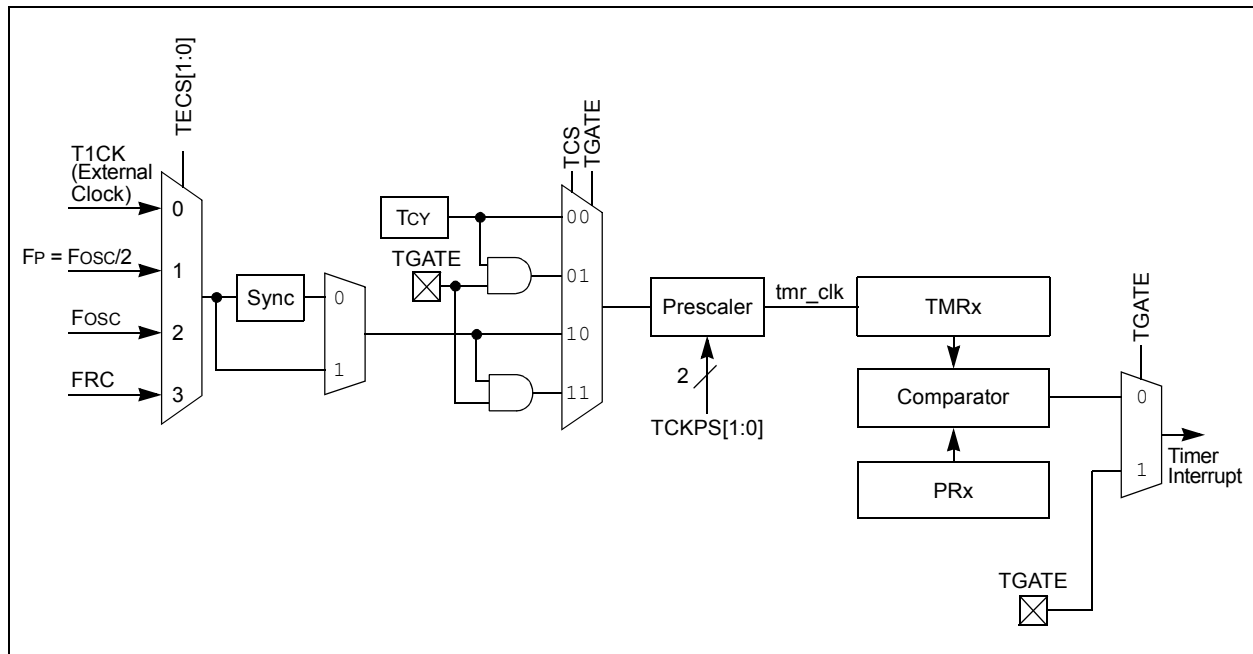 TECS[1:0]
T1CK
(External
Clock)
0
FP = FOSC/2
1
FOSC
2
FRC
3
Sync
0
1
TCS
TGATE
TCY
00
TGATE
01
10
11
Prescaler
2
TCKPS[1:0]
tmr_clk
TMRx
Comparator
PRx
TGATE
0
1
Timer
Interrupt
TGATE